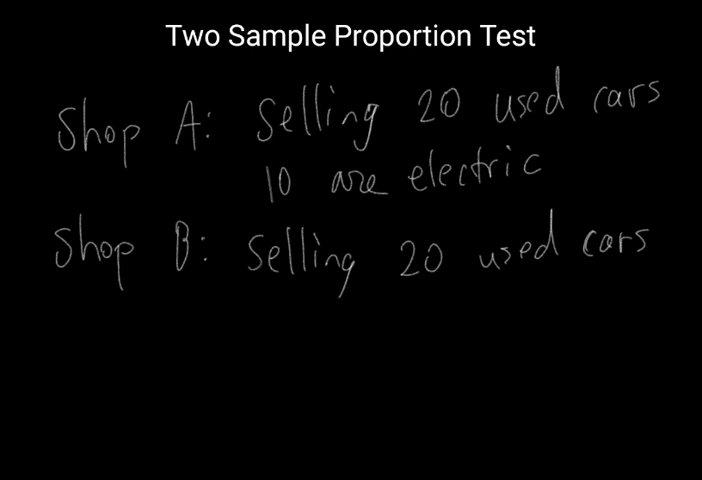 Two Sample Proportion Test
Shop A: Selling 20 used cars
10 are electric
Shop B: Selling 20 used cars